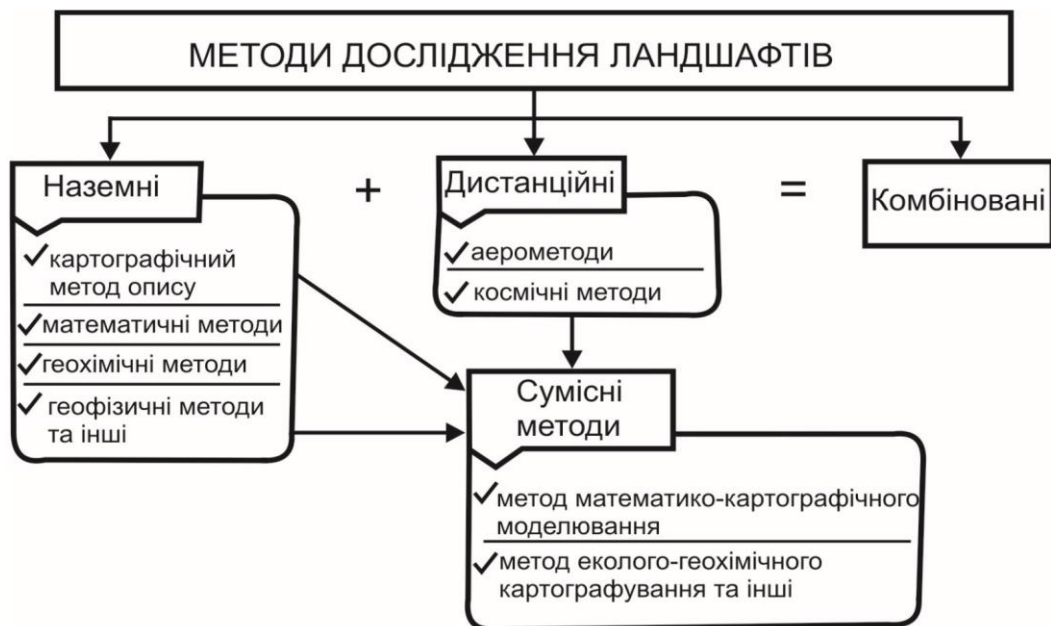 МЕТОДИ ДОСЛІДЖЕННЯ ЛАНДШАФТІВ
Наземні
картографічний
метод опису
математичні методи
геохімічні методи
геофізичні методи
та інші
+
Дистанційні
аерометоди
космічні методи
=
Комбіновані
Сумісні
методи
метод математико-картографічного
моделювання
метод еколого-геохімічного
картографування та інші